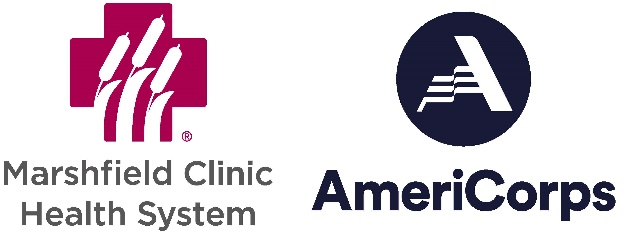 ®
Marshfield Clinic
Health System
A
AmeriCorps